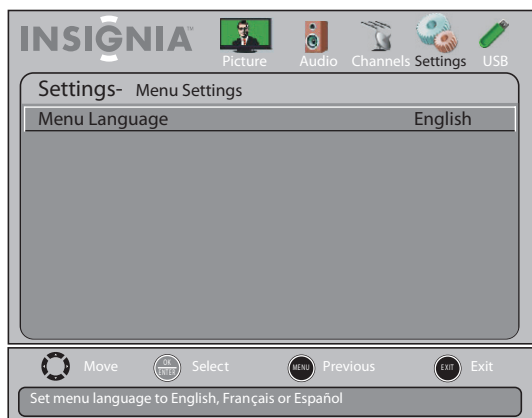 INSIGNIA™
Picture Audio Channels Settings USB
Settings- Menu Settings
Menu Language English
Move OK ENTER Select MENU Previous EXIT Exit
Set menu language to English, Français or Español